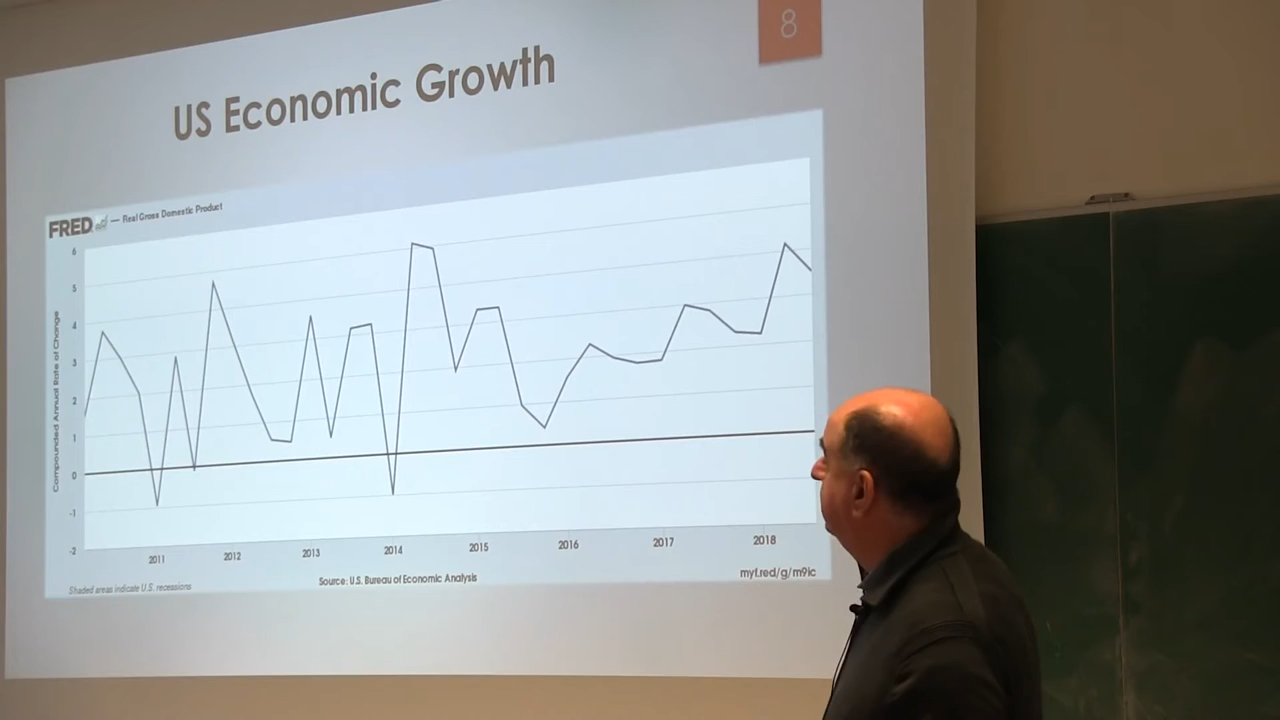 8
US Economic Growth
FRED — Real Gross Domestic Product
Compounded Annual Rate of Change
6
5
4
3
2
1
0
-1
-2
2011 2012 2013 2014 2015 2016 2017 2018
Shaded areas indicate U.S. recessions
Source: U.S. Bureau of Economic Analysis
myf.red/g/m9ic